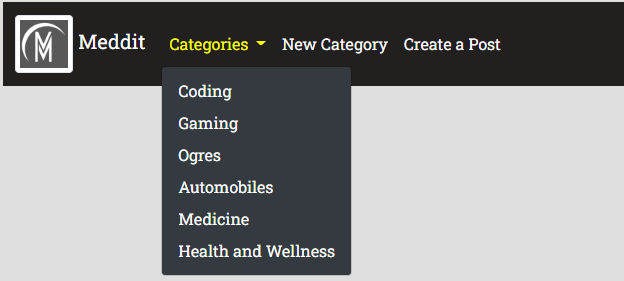 Meddit Categories New Category Create a Post
Coding
Gaming
Ogres
Automobiles
Medicine
Health and Wellness